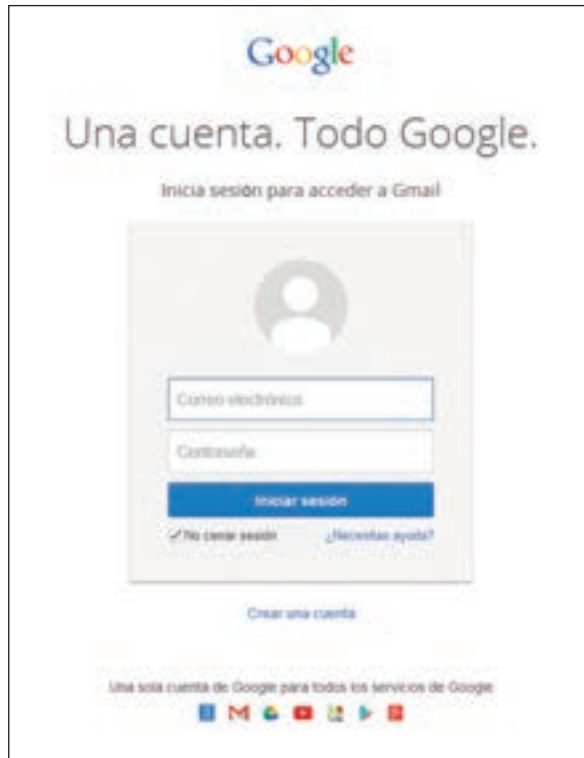 Google
Una cuenta. Todo Google.
Inicia sesión para acceder a Gmail
Correo electrónico
Contraseña
Iniciar sesión
No cerrar sesión ¿Necesitas ayuda?
Crear una cuenta
Una sola cuenta de Google para todos los servicios de Google